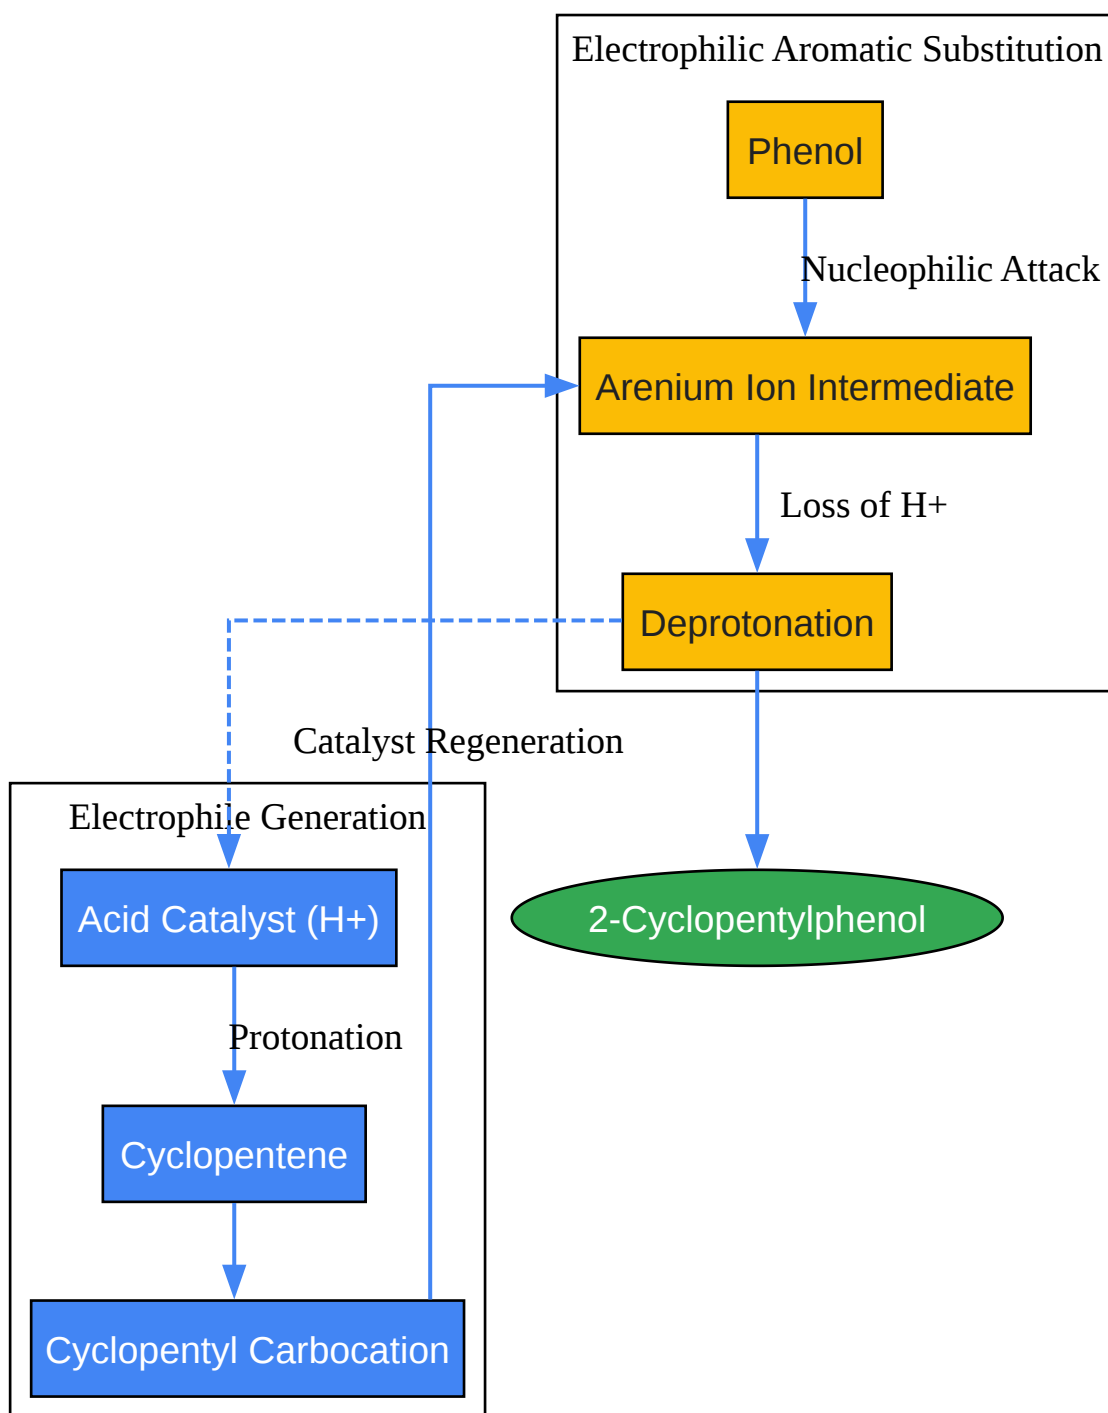 Electrophilic Aromatic Substitution
Phenol
Nucleophilic Attack
Arenium Ion Intermediate
Loss of H+
Deprotonation
Catalyst Regeneration
Electrophile Generation
Acid Catalyst (H+)
2-Cyclopentylphenol
Protonation
Cyclopentene
Cyclopentyl Carbocation